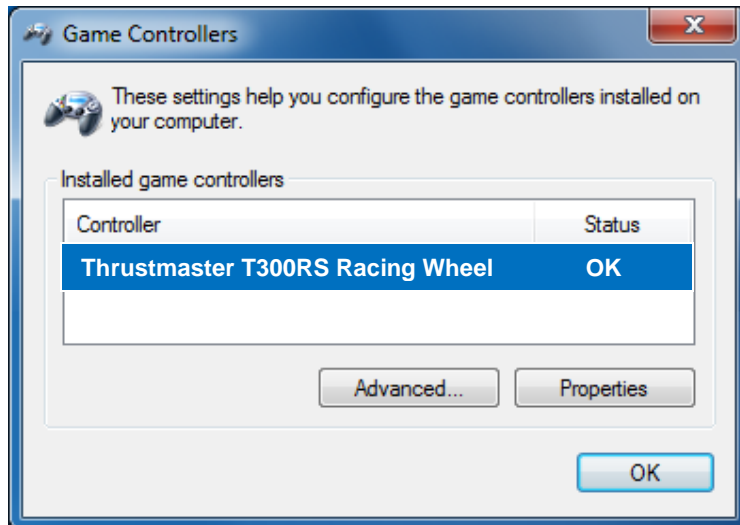 Game Controllers
X
These settings help you configure the game controllers installed on
your computer.
Installed game controllers
Controller Status
Thrustmaster T300RS Racing Wheel OK
Advanced... Properties
OK